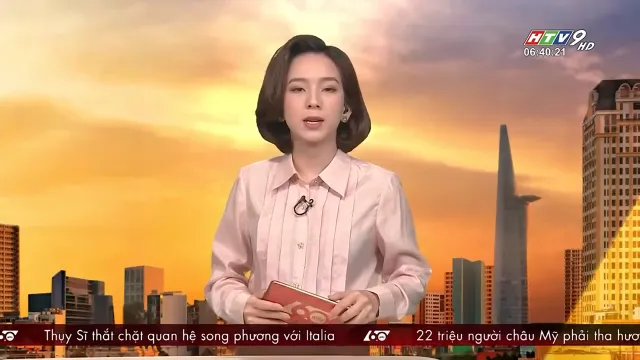 HTV9 HD
06:40:21
Thụy Sĩ thắt chặt quan hệ song phương với Italia
22 triệu người châu Mỹ phải tha hư